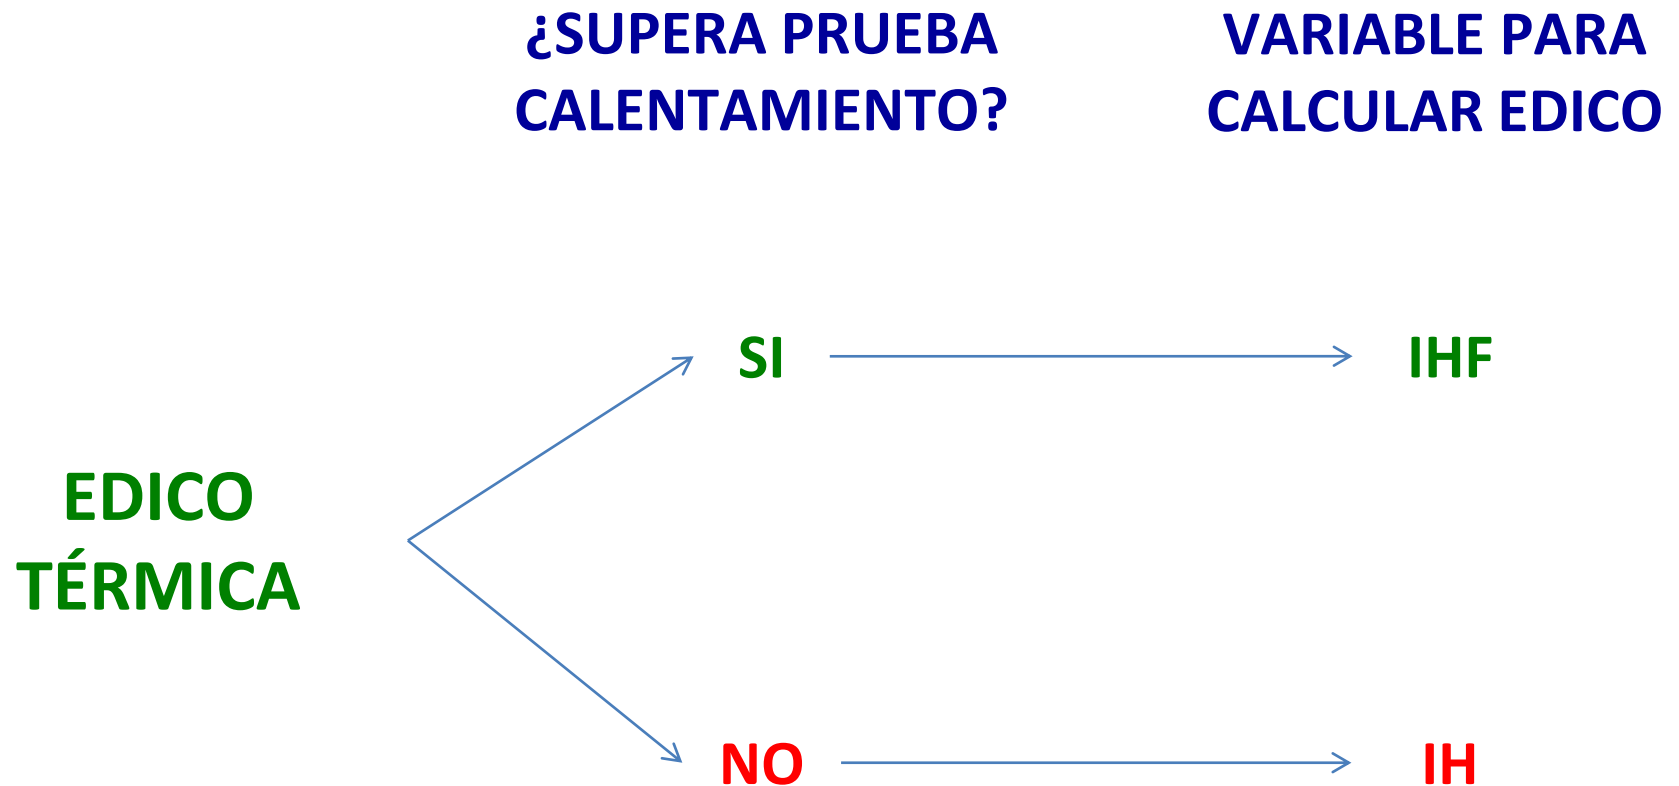 ¿SUPERA PRUEBA
CALENTAMIENTO?
VARIABLE PARA
CALCULAR EDICO
SI
IHF
EDICO
TÉRMICA
NO
IH